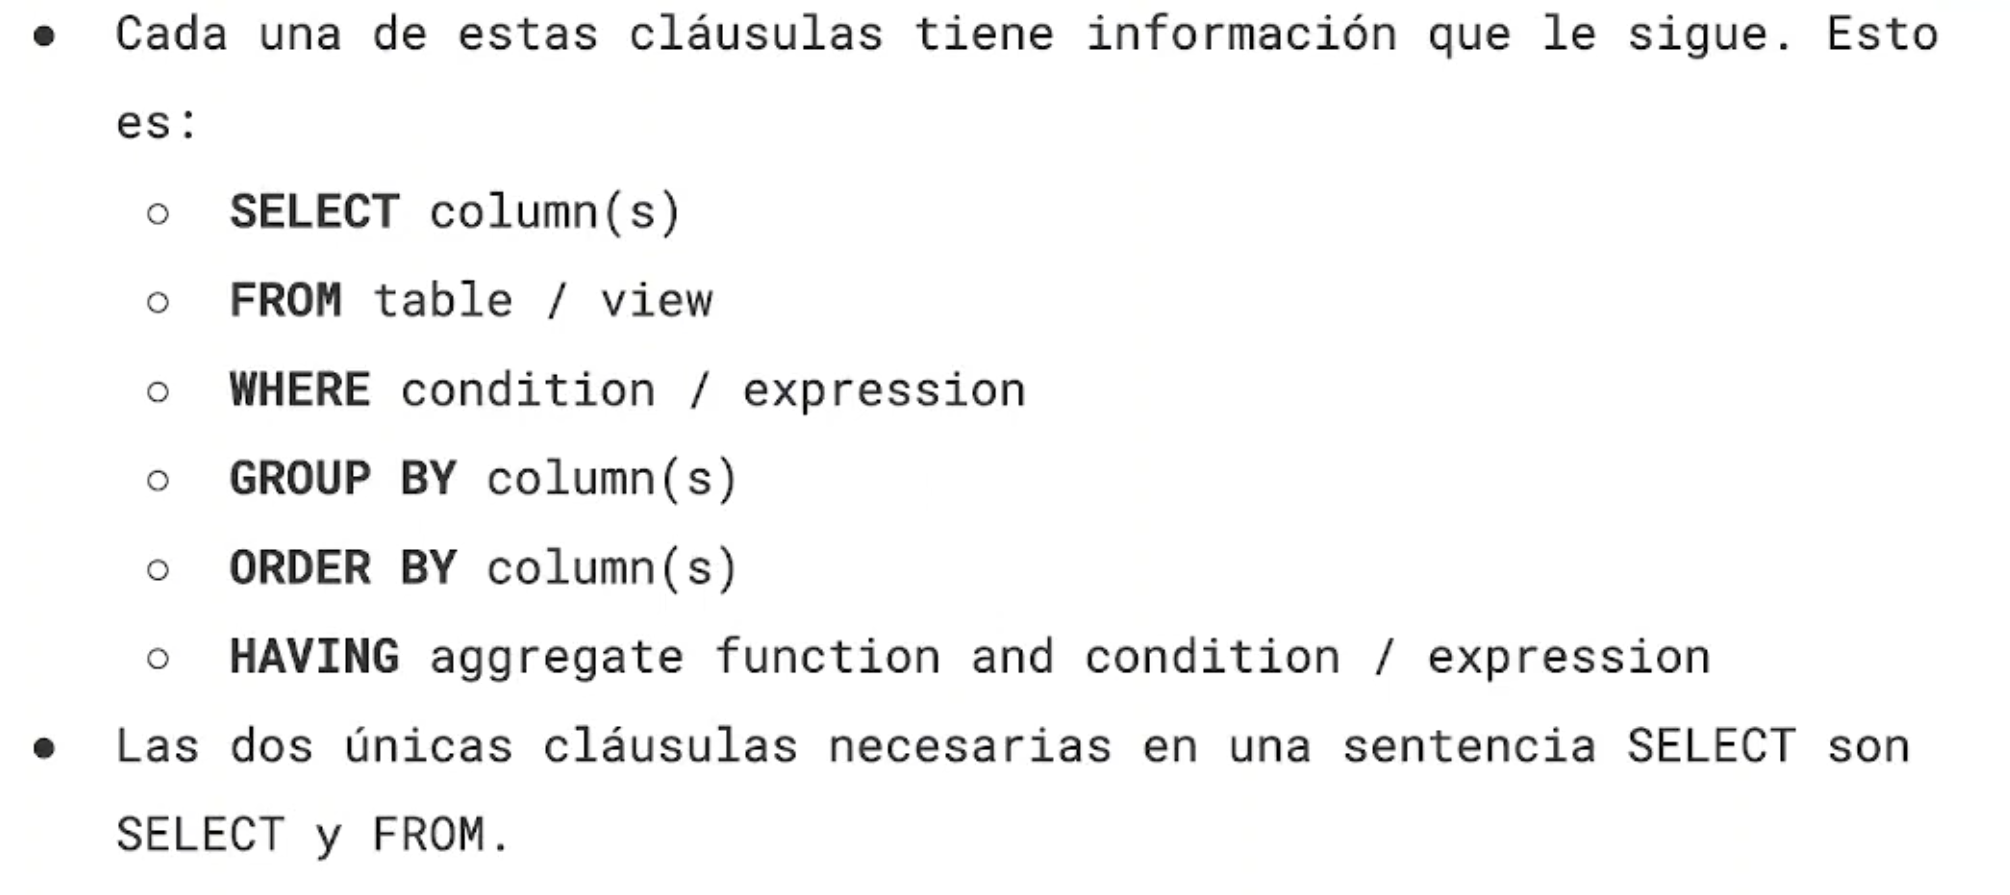 ● Cada una de estas cláusulas tiene información que le sigue. Esto
es:
○ SELECT column(s)
○ FROM table / view
○ WHERE condition / expression
○ GROUP BY column(s)
○ ORDER BY column(s)
○ HAVING aggregate function and condition / expression
● Las dos únicas cláusulas necesarias en una sentencia SELECT son
SELECT y FROM.